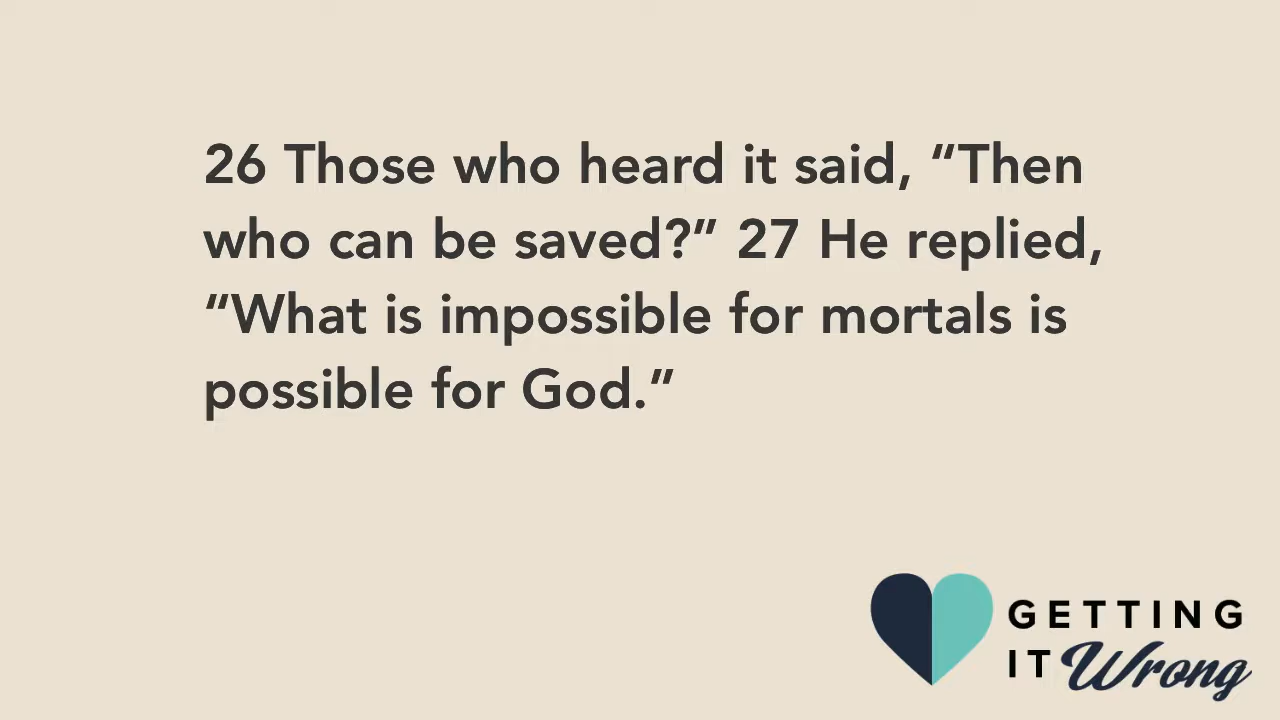 26 Those who heard it said, “Then
who can be saved?” 27 He replied,
“What is impossible for mortals is
possible for God.”
GETTING
IT Wrong